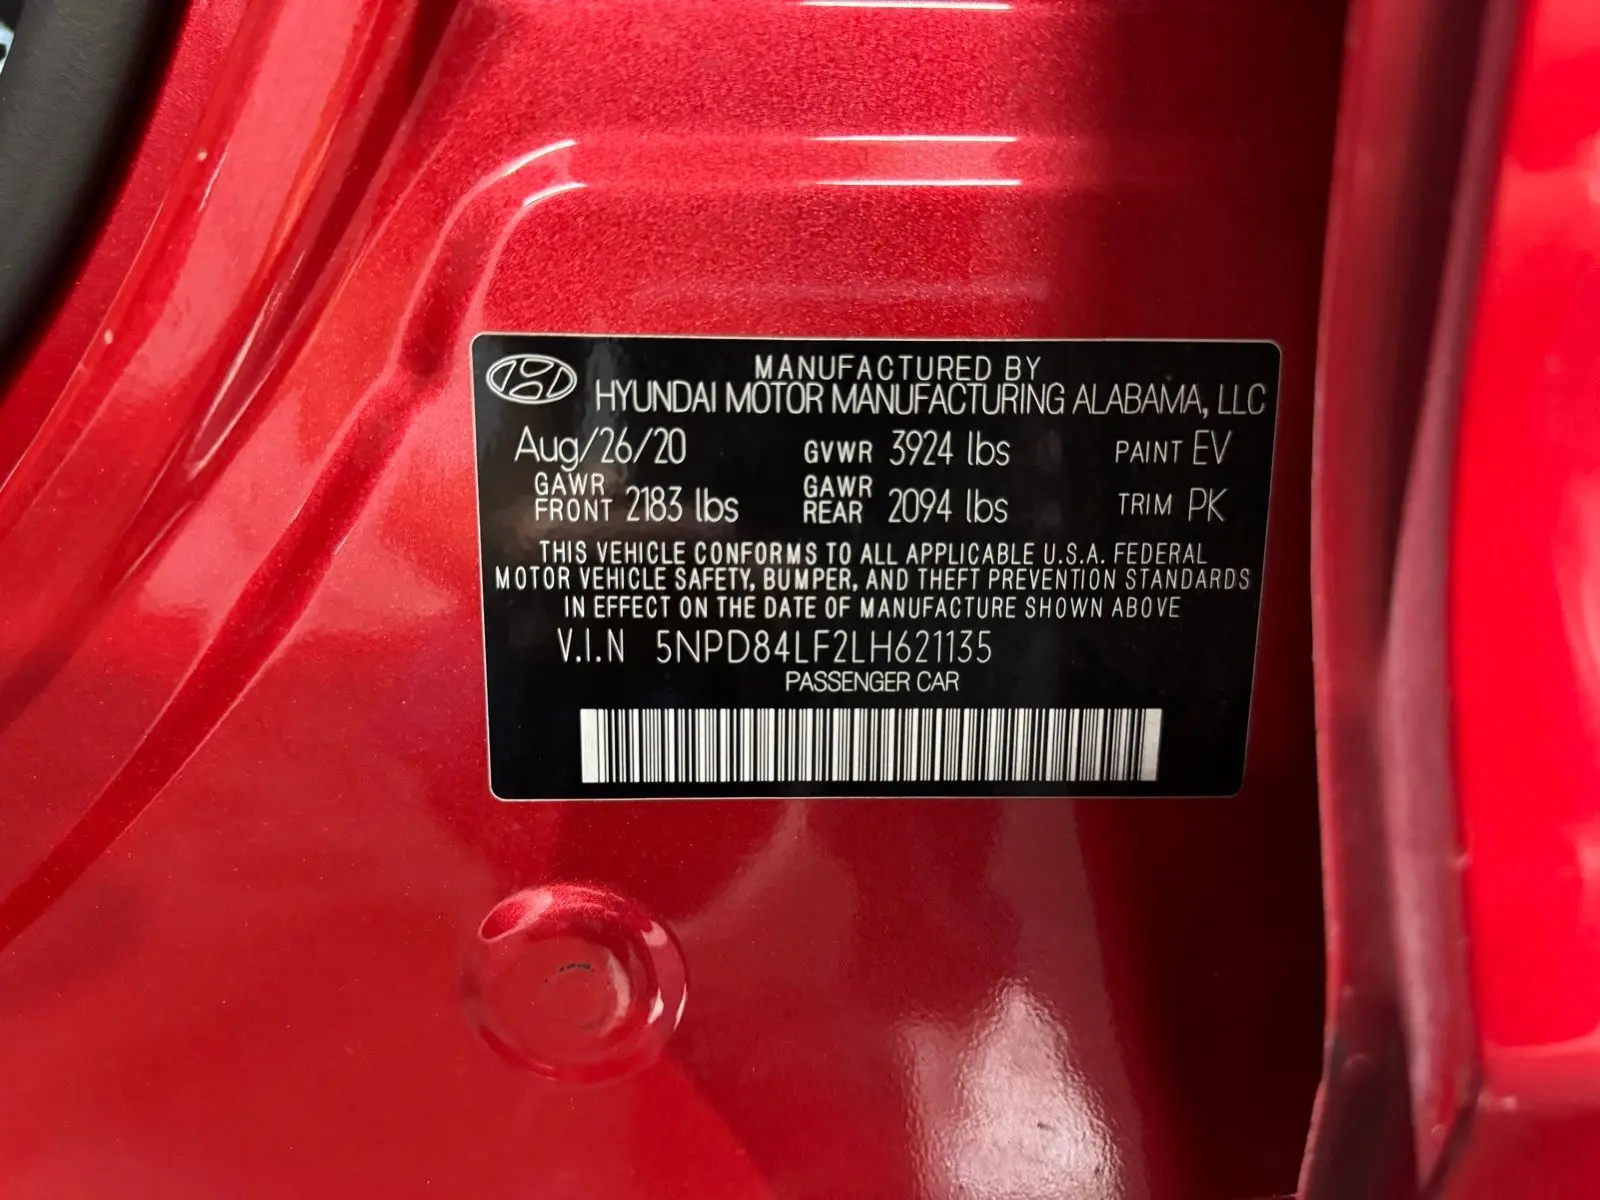 MANUFACTURED BY
HYUNDAI MOTOR MANUFACTURING ALABAMA, LLC
Aug/26/20 GVWR 3924 lbs PAINT EV
GAWR FRONT 2183 lbs GAWR REAR 2094 lbs TRIM PK
THIS VEHICLE CONFORMS TO ALL APPLICABLE U.S.A. FEDERAL
MOTOR VEHICLE SAFETY, BUMPER, AND THEFT PREVENTION STANDARDS
IN EFFECT ON THE DATE OF MANUFACTURE SHOWN ABOVE
V.I.N 5NPD84LF2LH621135
PASSENGER CAR